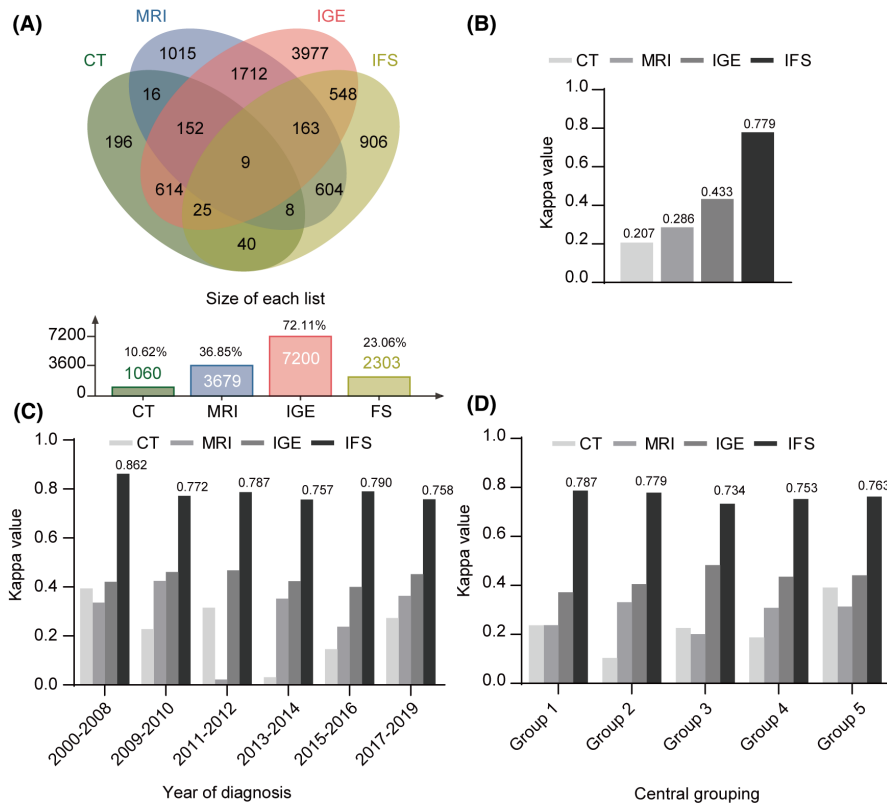 (A)
MRI
IGE
CT
IFS
1015
3977
1712
16
548
196
152
163
906
9
614
604
25
8
40
Size of each list
7200
3600
0
10.62%
36.85%
72.11%
23.06%
1060
3679
7200
2303
CT
MRI
IGE
FS
(B)
CT
MRI
IGE
IFS
Kappa value
1.0
0.8
0.6
0.4
0.2
0.0
0.207
0.286
0.433
0.779
(C)
CT
MRI
IGE
IFS
Kappa value
1.0
0.8
0.6
0.4
0.2
0.0
0.862
0.772
0.787
0.757
0.790
0.758
2000-2008
2009-2010
2011-2012
2013-2014
2015-2016
2017-2019
Year of diagnosis
(D)
CT
MRI
IGE
IFS
Kappa value
1.0
0.8
0.6
0.4
0.2
0.0
0.787
0.779
0.734
0.753
0.763
Group 1
Group 2
Group 3
Group 4
Group 5
Central grouping